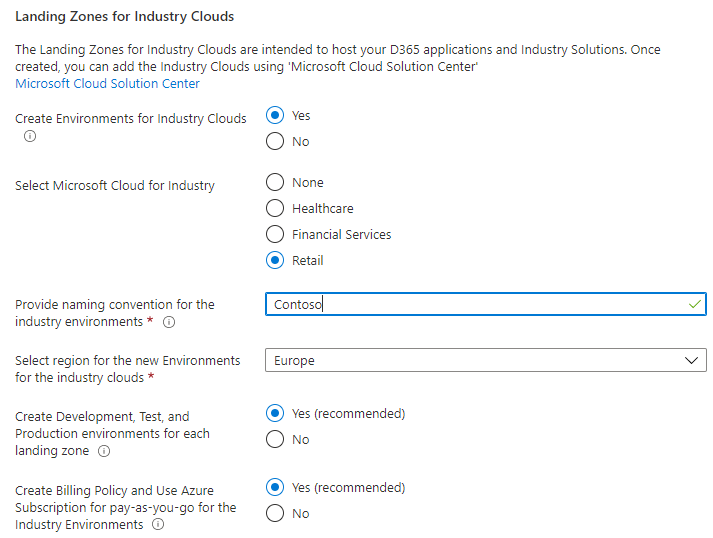 Landing Zones for Industry Clouds
The Landing Zones for Industry Clouds are intended to host your D365 applications and Industry Solutions. Once
created, you can add the Industry Clouds using 'Microsoft Cloud Solution Center'
Microsoft Cloud Solution Center
Create Environments for Industry Clouds
Yes
No
Select Microsoft Cloud for Industry
None
Healthcare
Financial Services
Retail
Provide naming convention for the
industry environments *
Contoso
Select region for the new Environments
for the industry clouds *
Europe
Create Development, Test, and
Production environments for each
landing zone
Yes (recommended)
No
Create Billing Policy and Use Azure
Subscription for pay-as-you-go for the
Industry Environments
Yes (recommended)
No